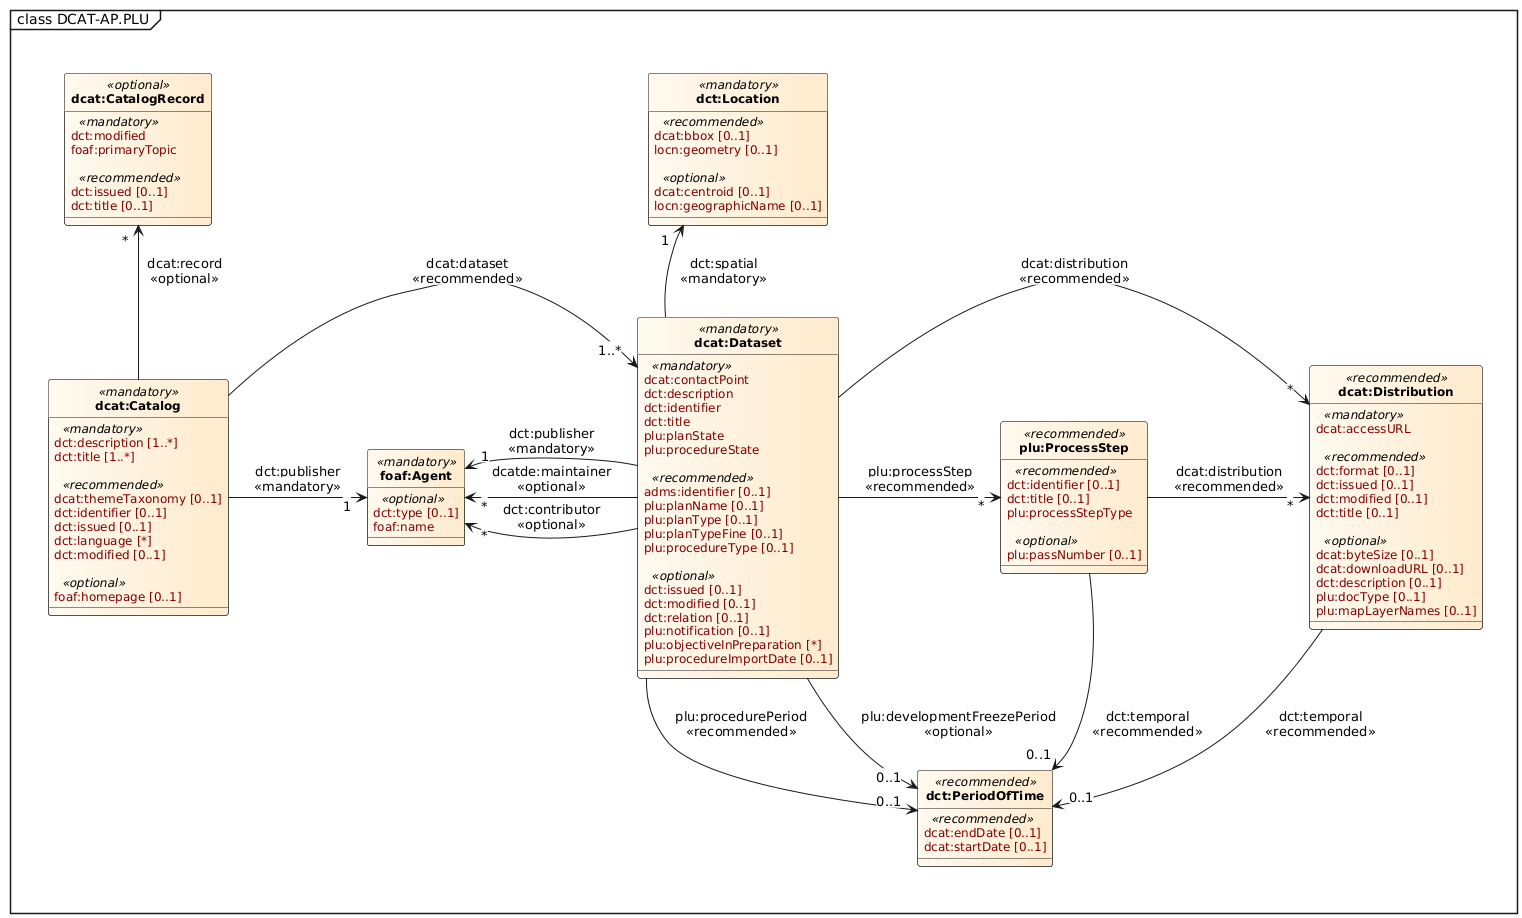 class DCAT-AP.PLU
«optional»
dcat:CatalogRecord
«mandatory»
dct:modified
foaf:primaryTopic
«recommended»
dct:issued [0..1]
dct:title [0..1]
«mandatory»
dct:Location
«recommended»
dcat:bbox [0..1]
locn:geometry [0..1]
«optional»
dcat:centroid [0..1]
locn:geographicName [0..1]
*
dcat:record
«optional»
dcat:dataset
«recommended»
1..*
1
dct:spatial
«mandatory»
dcat:distribution
«recommended»
*
«mandatory»
dcat:Catalog
«mandatory»
dct:description [1..*]
dct:title [1..*]
«recommended»
dcat:themeTaxonomy [0..1]
dct:identifier [0..1]
dct:issued [0..1]
dct:language [*]
dct:modified [0..1]
«optional»
foaf:homepage [0..1]
dct:publisher
«mandatory»
1
«mandatory»
foaf:Agent
«optional»
dct:type [0..1]
foaf:name
dct:publisher
«mandatory»
1
dcatde:maintainer
«optional»
*
dct:contributor
«optional»
*
«mandatory»
dcat:Dataset
«mandatory»
dcat:contactPoint
dct:description
dct:identifier
dct:title
plu:planState
plu:procedureState
«recommended»
adms:identifier [0..1]
plu:planName [0..1]
plu:planType [0..1]
plu:planTypeFine [0..1]
plu:procedureType [0..1]
«optional»
dct:issued [0..1]
dct:modified [0..1]
dct:relation [0..1]
plu:notification [0..1]
plu:objectiveInPreparation [*]
plu:procedureImportDate [0..1]
plu:processStep
«recommended»
*
«recommended»
plu:ProcessStep
«recommended»
dct:identifier [0..1]
dct:title [0..1]
plu:processStepType
«optional»
plu:passNumber [0..1]
dcat:distribution
«recommended»
*
«recommended»
dcat:Distribution
«mandatory»
dcat:accessURL
«recommended»
dct:format [0..1]
dct:issued [0..1]
dct:modified [0..1]
dct:title [0..1]
«optional»
dcat:byteSize [0..1]
dcat:downloadURL [0..1]
dct:description [0..1]
plu:docType [0..1]
plu:mapLayerNames [0..1]
plu:procedurePeriod
«recommended»
0..1
plu:developmentFreezePeriod
«optional»
0..1
dct:temporal
«recommended»
0..1
dct:temporal
«recommended»
0..1
«recommended»
dct:PeriodOfTime
«recommended»
dcat:endDate [0..1]
dcat:startDate [0..1]